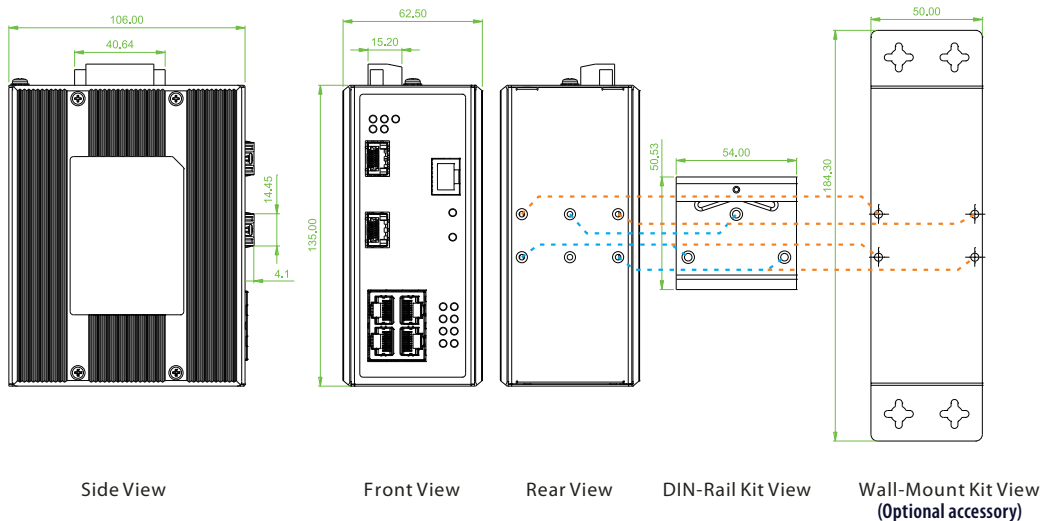 106.00
62.50
50.00
40.64
15.20
54.00
50.53
184.30
14.45
135.00
4.1
Side View
Front View
Rear View
DIN-Rail Kit View
Wall-Mount Kit View
(Optional accessory)